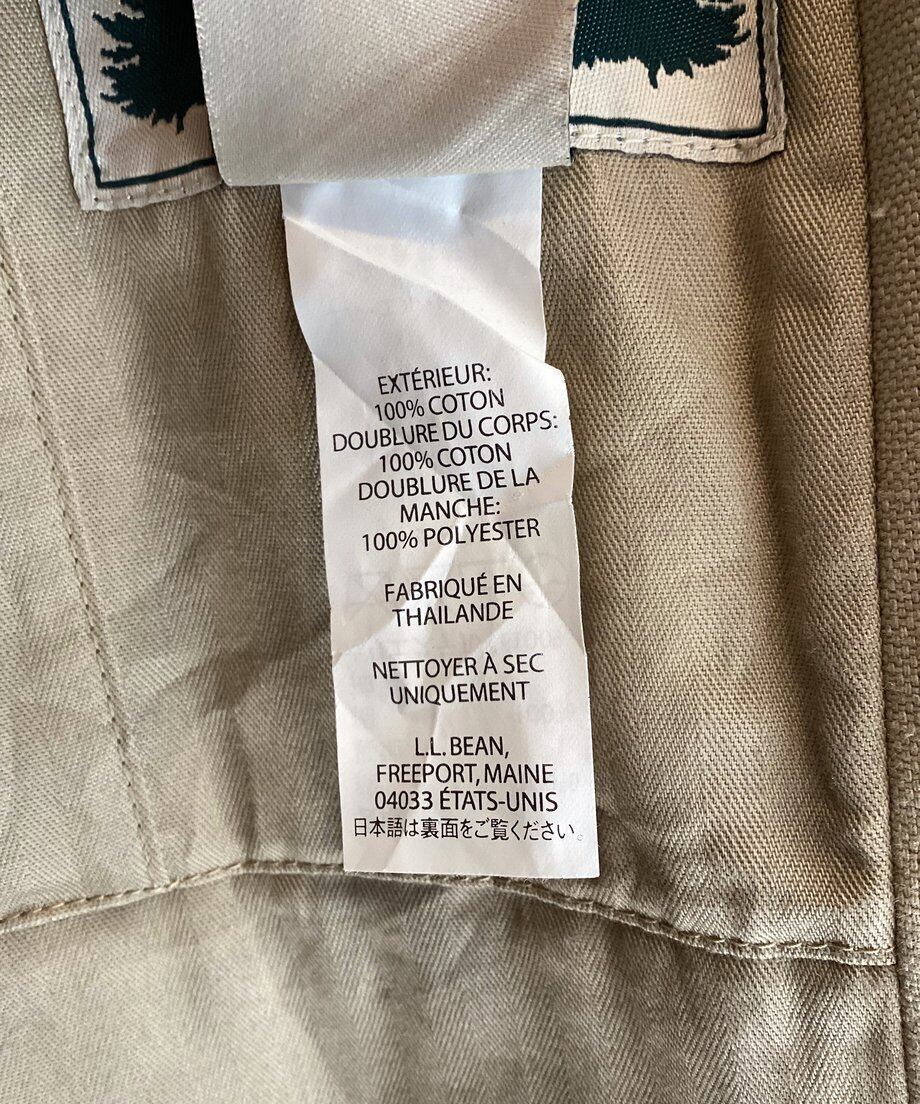 EXTÉRIEUR:
100% COTON
DOUBLURE DU CORPS:
100% COTON
DOUBLURE DE LA
MANCHE:
100% POLYESTER
FABRIQUÉ EN
THAILANDE
NETTOYER À SEC
UNIQUEMENT
L.L. BEAN,
FREEPORT, MAINE
04033 ÉTATS-UNIS
日本語は裏面をご覧ください。